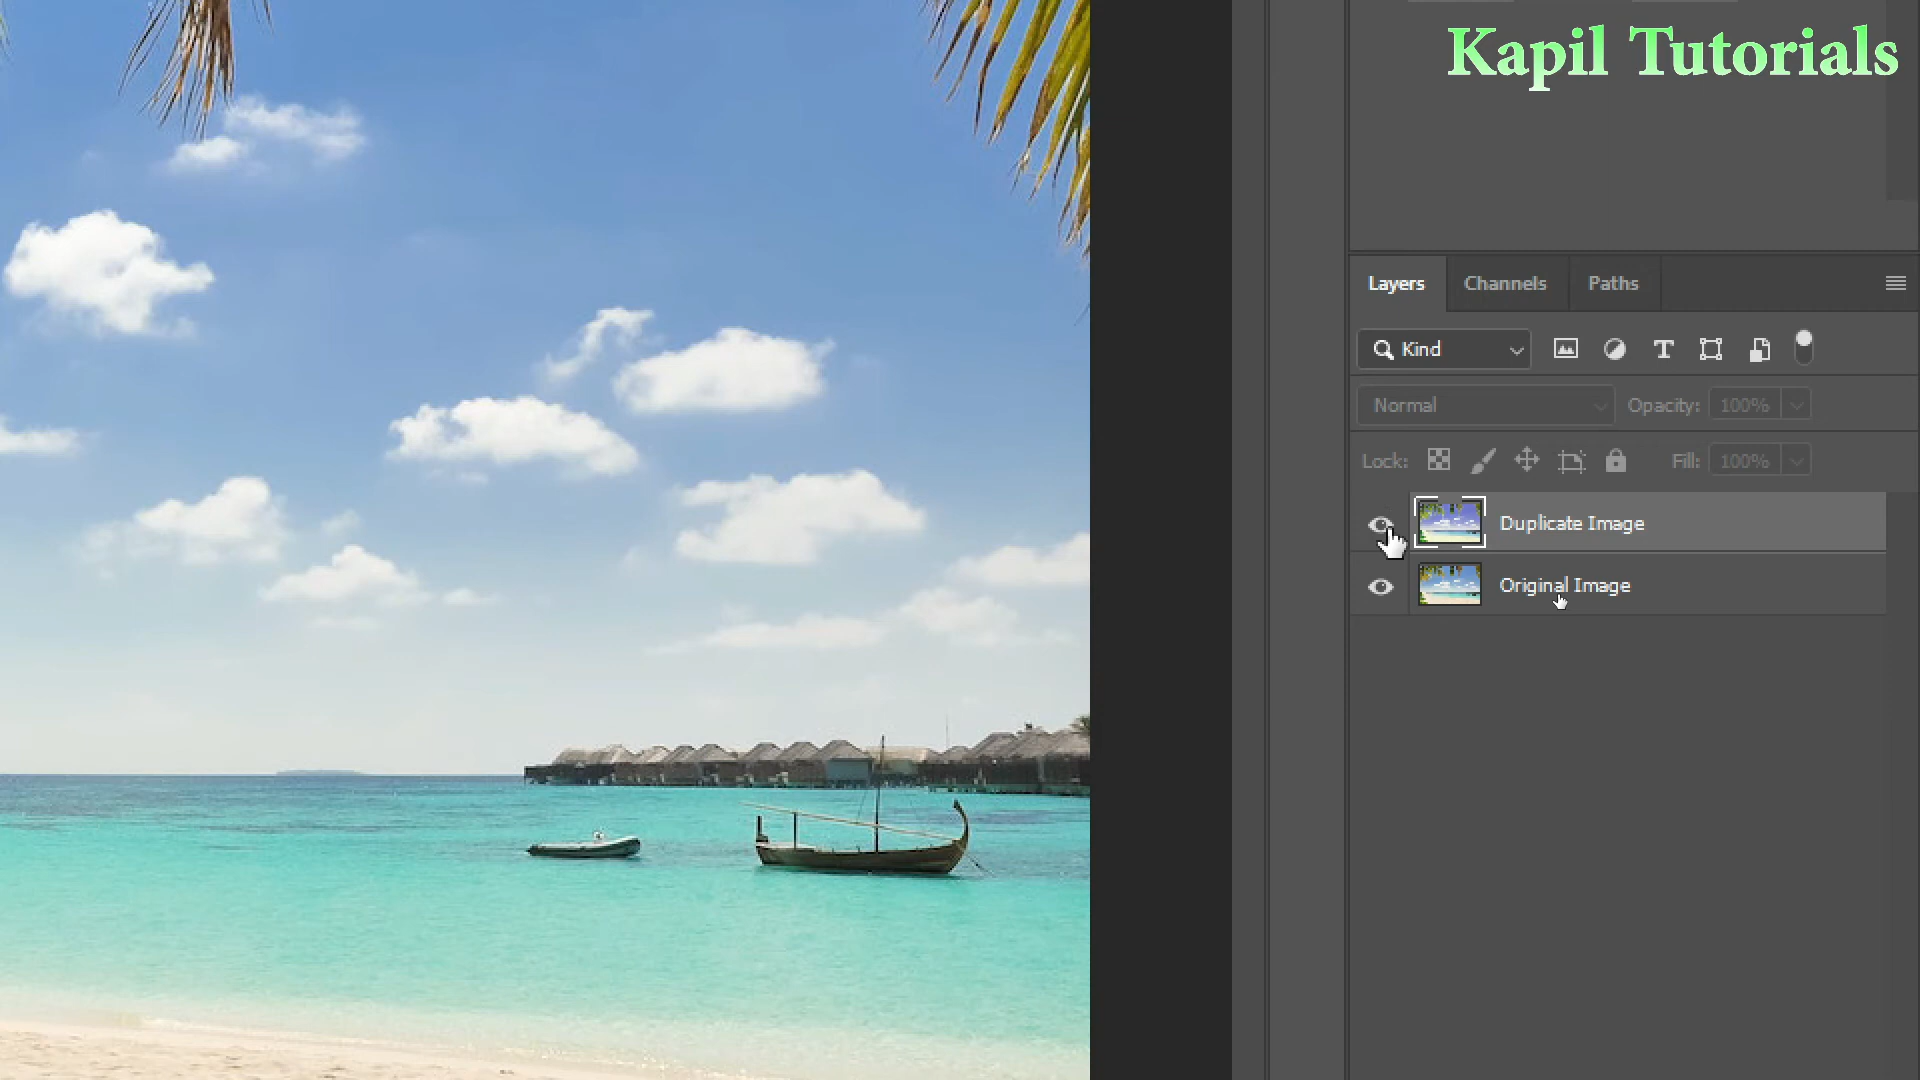 Kapil Tutorials
Layers Channels Paths
Kind
Normal Opacity: 100%
Lock: Fill: 100%
Duplicate Image
Original Image